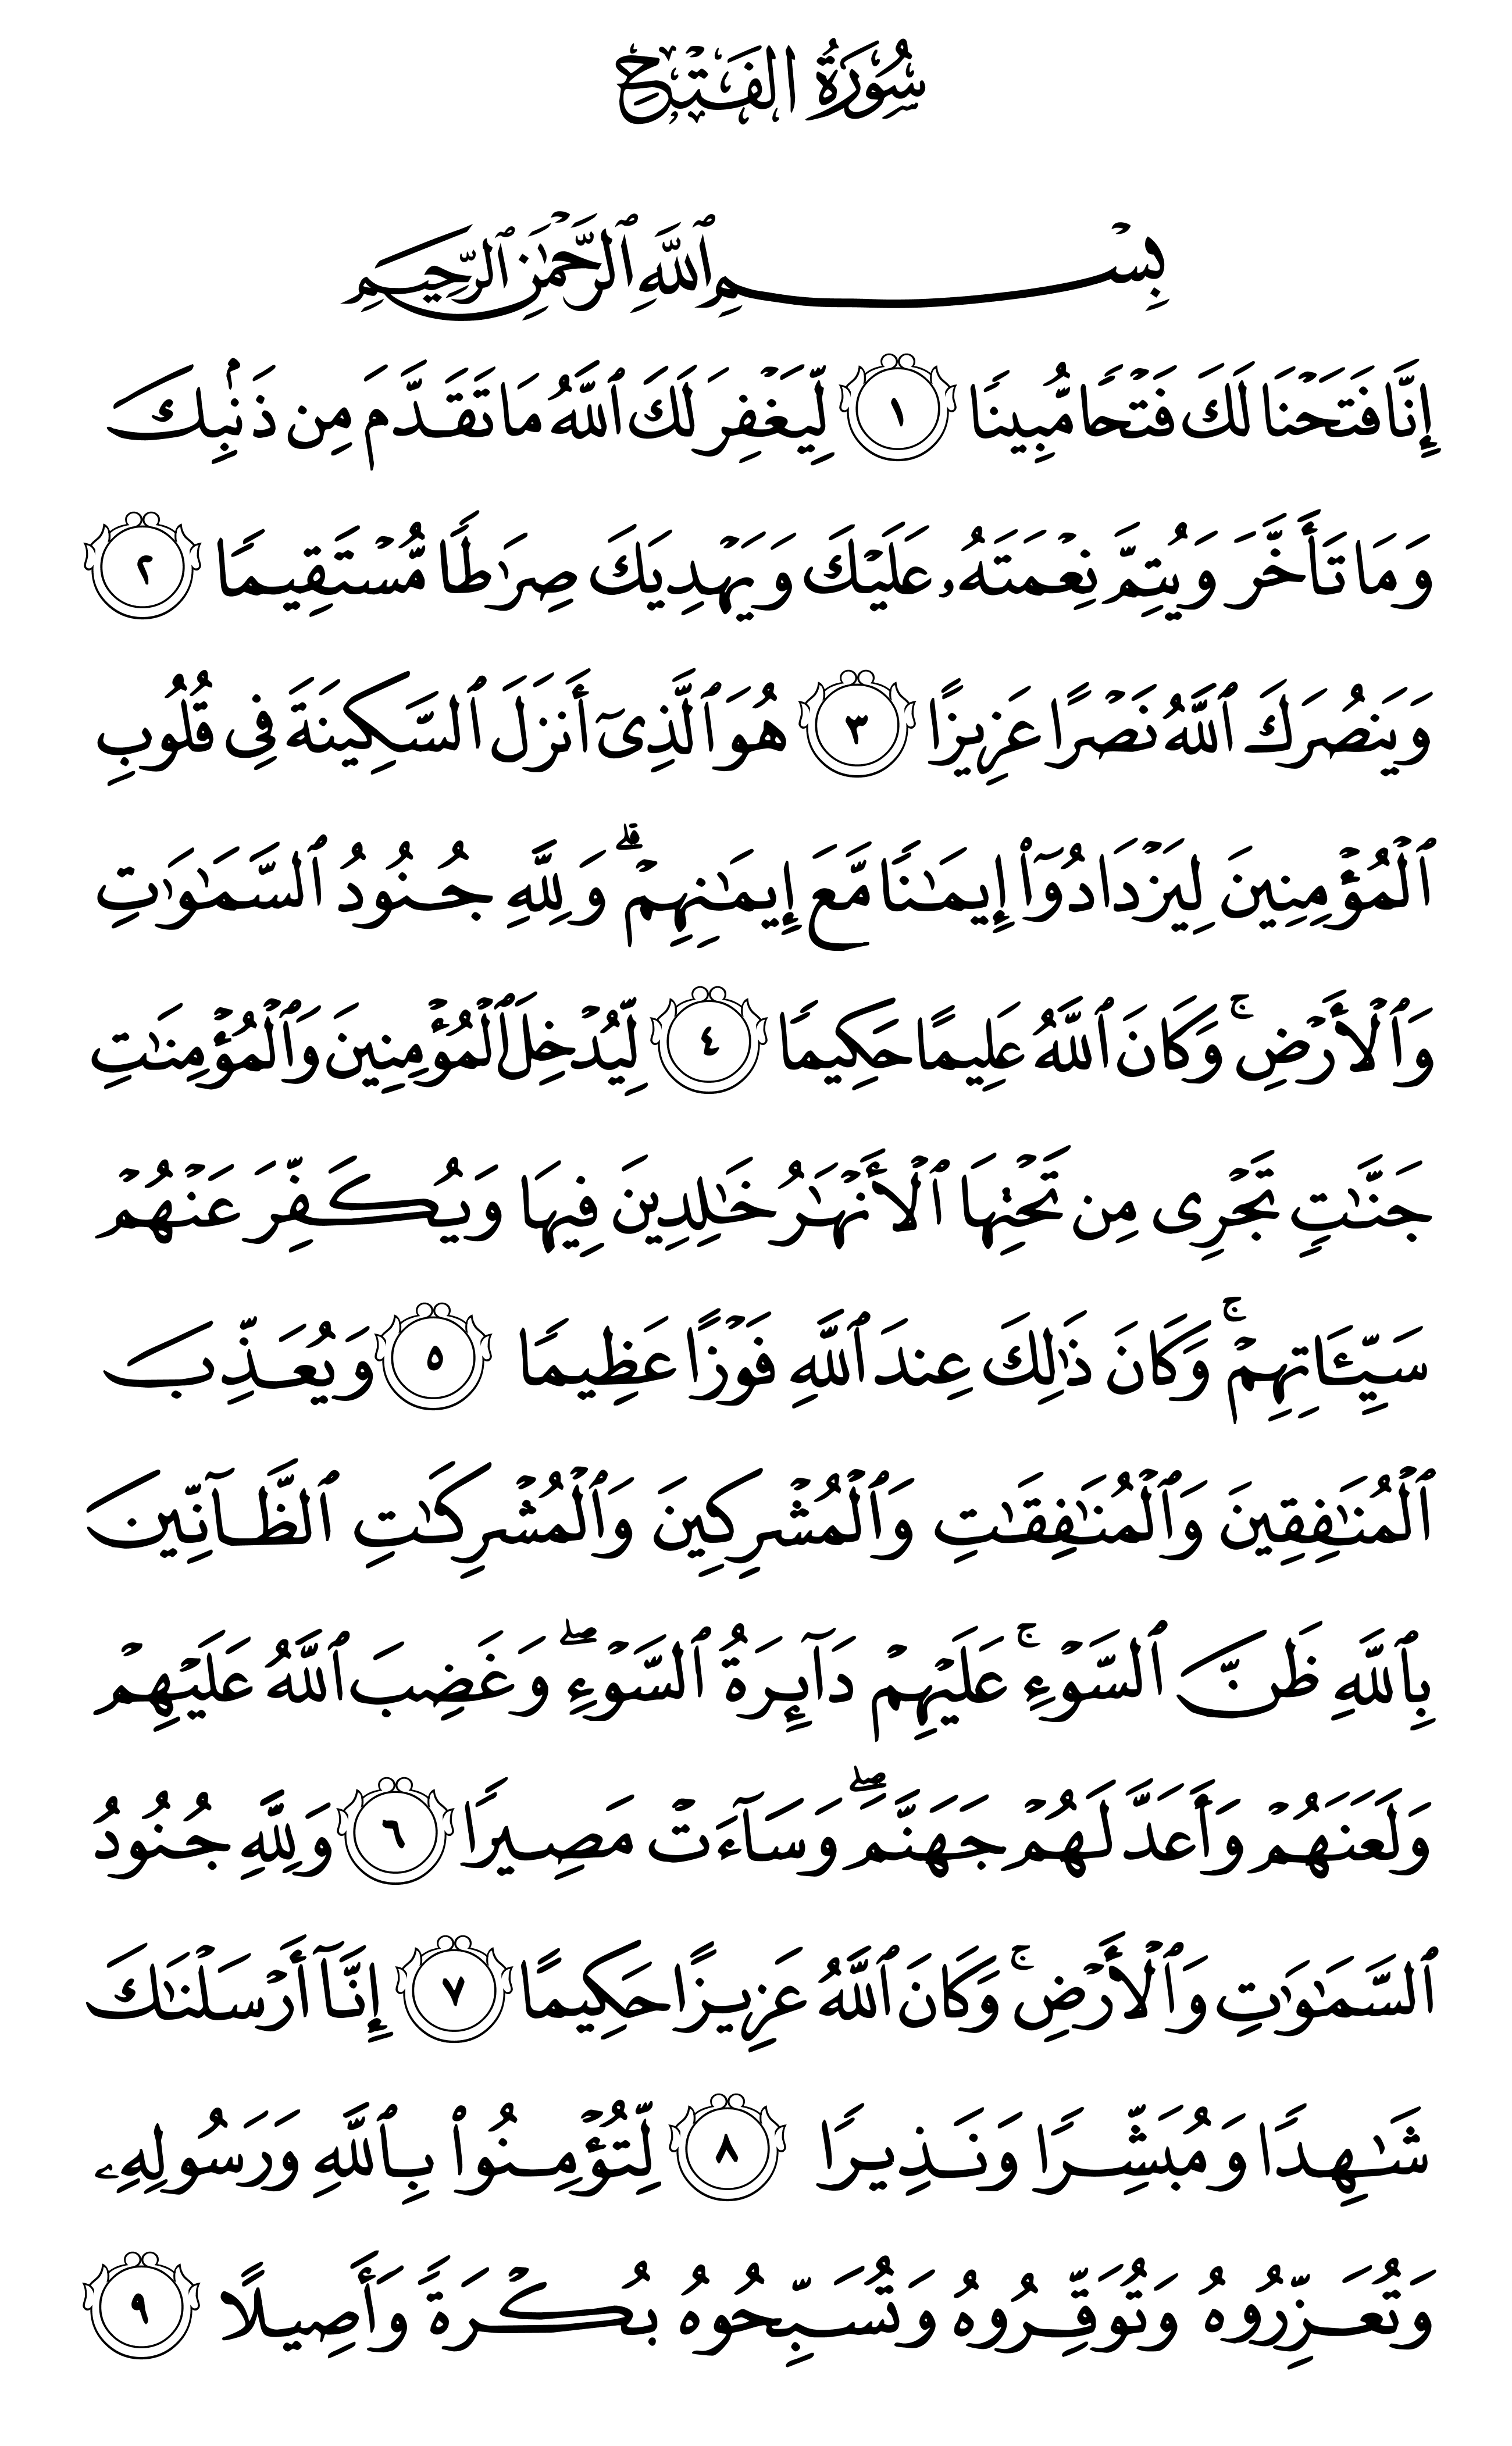 سُورَةُ الفَتْحِ
بِسْمِ ٱللَّهِ ٱلرَّحْمَٰنِ ٱلرَّحِيمِ
إِنَّا فَتَحْنَا لَكَ فَتْحًا مُّبِينًا ١ لِّيَغْفِرَ لَكَ ٱللَّهُ مَا تَقَدَّمَ مِن ذَنۢبِكَ
وَمَا تَأَخَّرَ وَيُتِمَّ نِعْمَتَهُۥ عَلَيْكَ وَيَهْدِيَكَ صِرَٰطًا مُّسْتَقِيمًا ٢
وَيَنصُرَكَ ٱللَّهُ نَصْرًا عَزِيزًا ٣ هُوَ ٱلَّذِىٓ أَنزَلَ ٱلسَّكِينَةَ فِى قُلُوبِ
ٱلْمُؤْمِنِينَ لِيَزْدَادُوٓا۟ إِيمَٰنًا مَّعَ إِيمَٰنِهِمْ ۗ وَلِلَّهِ جُنُودُ ٱلسَّمَٰوَٰتِ
وَٱلْأَرْضِ ۚ وَكَانَ ٱللَّهُ عَلِيمًا حَكِيمًا ٤ لِّيُدْخِلَ ٱلْمُؤْمِنِينَ وَٱلْمُؤْمِنَٰتِ
جَنَّٰتٍ تَجْرِى مِن تَحْتِهَا ٱلْأَنْهَٰرُ خَٰلِدِينَ فِيهَا وَيُكَفِّرَ عَنْهُمْ
سَيِّـَٔاتِهِمْ ۚ وَكَانَ ذَٰلِكَ عِندَ ٱللَّهِ فَوْزًا عَظِيمًا ٥ وَيُعَذِّبَ
ٱلْمُنَٰفِقِينَ وَٱلْمُنَٰفِقَٰتِ وَٱلْمُشْرِكِينَ وَٱلْمُشْرِكَٰتِ ٱلظَّآنِّينَ
بِٱللَّهِ ظَنَّ ٱلسَّوْءِ ۚ عَلَيْهِمْ دَآئِرَةُ ٱلسَّوْءِ ۖ وَغَضِبَ ٱللَّهُ عَلَيْهِمْ
وَلَعَنَهُمْ وَأَعَدَّ لَهُمْ جَهَنَّمَ ۖ وَسَآءَتْ مَصِيرًا ٦ وَلِلَّهِ جُنُودُ
ٱلسَّمَٰوَٰتِ وَٱلْأَرْضِ ۚ وَكَانَ ٱللَّهُ عَزِيزًا حَكِيمًا ٧ إِنَّآ أَرْسَلْنَٰكَ
شَٰهِدًا وَمُبَشِّرًا وَنَذِيرًا ٨ لِّتُؤْمِنُوا۟ بِٱللَّهِ وَرَسُولِهِۦ
وَتُعَزِّرُوهُ وَتُوَقِّرُوهُ وَتُسَبِّحُوهُ بُكْرَةً وَأَصِيلًا ٩